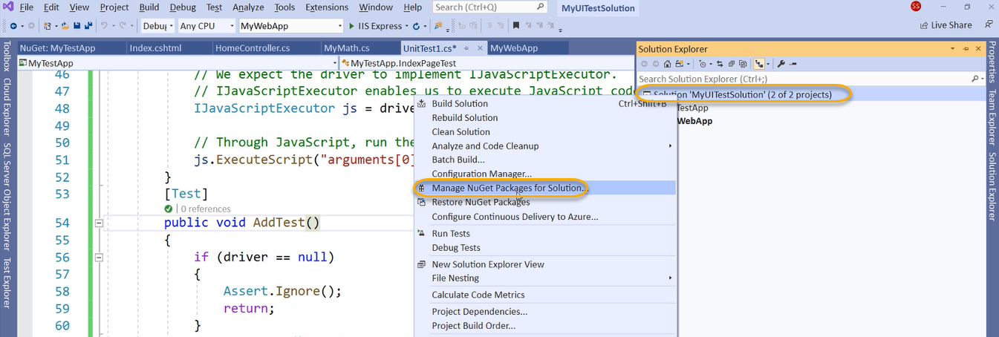 File Edit View Project Build Debug Test Analyze Tools Extensions Window Help Search (Ctrl+Q) MyUITestSolution SS
Debug Any CPU MyWebApp IIS Express Live Share
NuGet: MyTestApp Index.cshtml HomeController.cs MyMath.cs UnitTest1.cs* MyWebApp
MyTestApp MyTestApp.IndexPageTest
Toolbox
Cloud Explorer
SQL Server Object Explorer
Test Explorer
46 // We expect the driver to implement IJavaScriptExecutor.
47 // IJavaScriptExecutor enables us to execute JavaScript code
48 IJavaScriptExecutor js = drive
49
50 // Through JavaScript, run the
51 js.ExecuteScript("arguments[0]
52 }
53 [Test]
0 references
54 public void AddTest()
55 {
56 if (driver == null)
57 {
58 Assert.Ignore();
59 return;
60 }
Build Solution Ctrl+Shift+B
Rebuild Solution
Clean Solution
Analyze and Code Cleanup
Batch Build...
Configuration Manager...
Manage NuGet Packages for Solution...
Restore NuGet Packages
Configure Continuous Delivery to Azure...
Run Tests
Debug Tests
New Solution Explorer View
File Nesting
Calculate Code Metrics
Project Dependencies...
Project Build Order...
Solution Explorer
Search Solution Explorer (Ctrl+;)
Solution 'MyUITestSolution' (2 of 2 projects)
TestApp
WebApp
Properties
Team Explorer
Solution Explorer